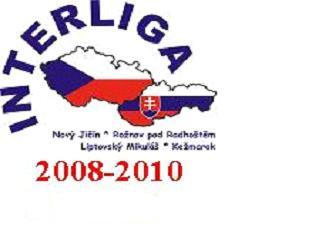 INTERLIGA
Nový Jičín * Rožnov pod Radhoštěm
Liptovský Mikuláš * Kežmarok
2008-2010